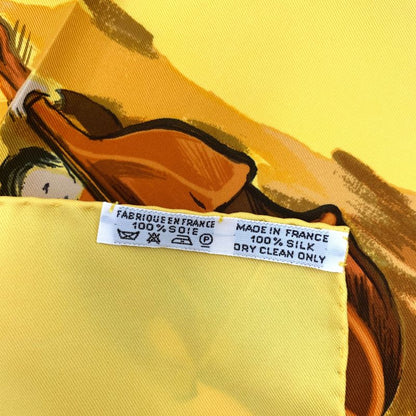 FABRIQUE EN FRANCE
100% SOIE
MADE IN FRANCE
100% SILK
DRY CLEAN ONLY